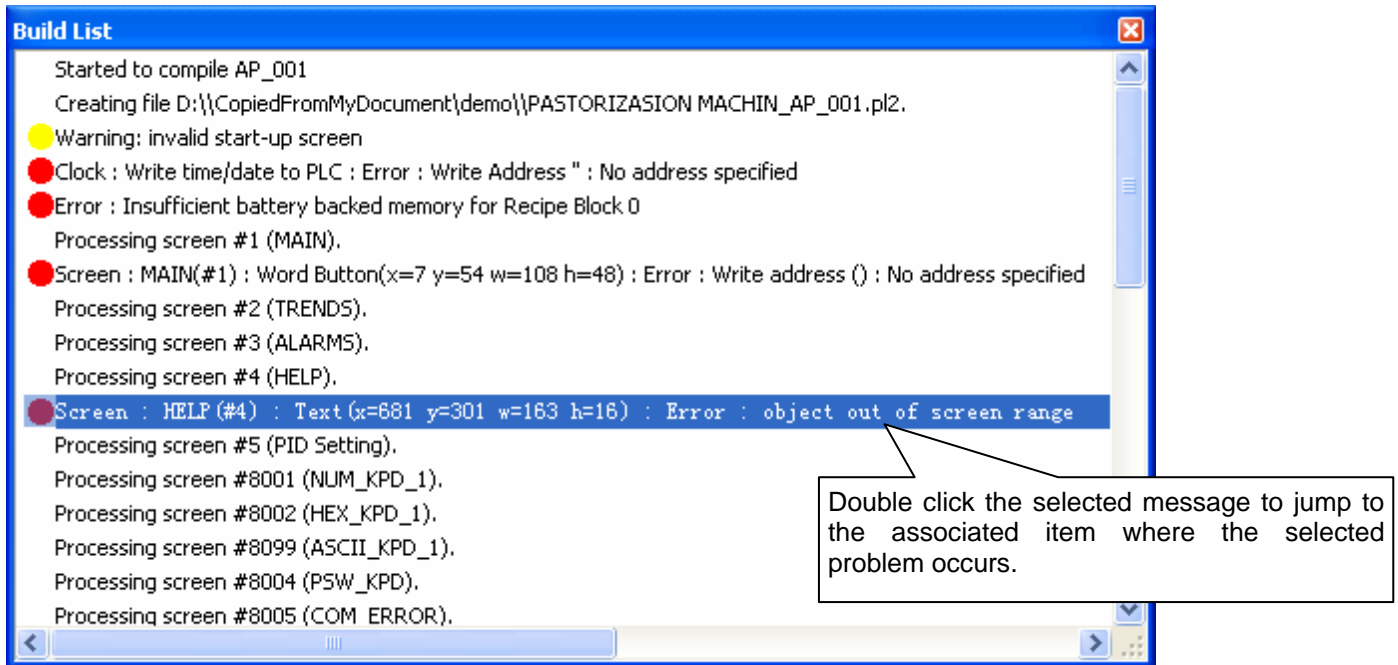 Build List
Started to compile AP_001
Creating file D:\\CopiedFromMyDocument\demo\\PASTORIZASION MACHIN_AP_001.pl2.
Warning: invalid start-up screen
Clock : Write time/date to PLC : Error : Write Address '' : No address specified
Error : Insufficient battery backed memory for Recipe Block 0
Processing screen #1 (MAIN).
Screen : MAIN(#1) : Word Button(x=7 y=54 w=108 h=48) : Error : Write address () : No address specified
Processing screen #2 (TRENDS).
Processing screen #3 (ALARMS).
Processing screen #4 (HELP).
Screen : HELP(#4) : Text(x=681 y=301 w=163 h=16) : Error : object out of screen range
Processing screen #5 (PID Setting).
Processing screen #8001 (NUM_KPD_1).
Processing screen #8002 (HEX_KPD_1).
Processing screen #8099 (ASCII_KPD_1).
Processing screen #8004 (PSW_KPD).
Processing screen #8005 (COM_ERROR).
Double click the selected message to jump to
the associated item where the selected
problem occurs.